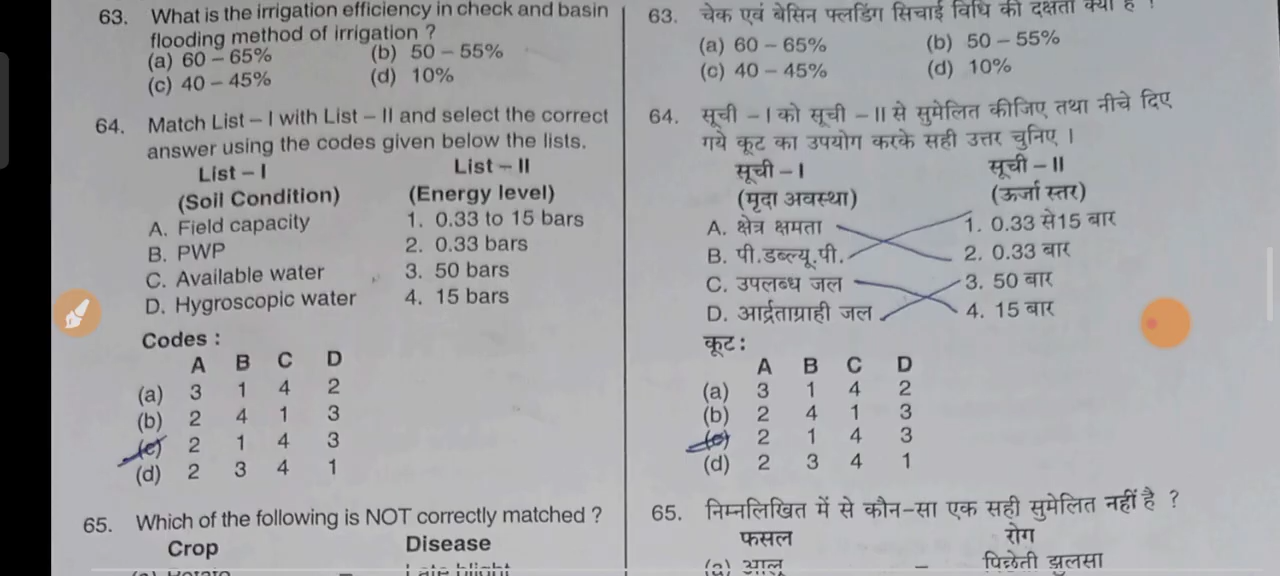 63. What is the irrigation efficiency in check and basin
flooding method of irrigation ?
(a) 60 – 65% (b) 50 – 55%
(c) 40 – 45% (d) 10%
64. Match List – I with List – II and select the correct
answer using the codes given below the lists.
List – I List – II
(Soil Condition) (Energy level)
A. Field capacity 1. 0.33 to 15 bars
B. PWP 2. 0.33 bars
C. Available water 3. 50 bars
D. Hygroscopic water 4. 15 bars
Codes :
A B C D
(a) 3 1 4 2
(b) 2 4 1 3
(c) 2 1 4 3
(d) 2 3 4 1
65. Which of the following is NOT correctly matched ?
Crop Disease
(a) Potato – Late blight
63. चेक एवं बेसिन फ्लडिंग सिचाई विधि की दक्षता क्या है ?
(a) 60 – 65% (b) 50 – 55%
(c) 40 – 45% (d) 10%
64. सूची – I को सूची – II से सुमेलित कीजिए तथा नीचे दिए
गये कूट का उपयोग करके सही उत्तर चुनिए ।
सूची – I सूची – II
(मृदा अवस्था) (ऊर्जा स्तर)
A. क्षेत्र क्षमता 1. 0.33 से15 बार
B. पी.डब्ल्यू.पी. 2. 0.33 बार
C. उपलब्ध जल 3. 50 बार
D. आर्द्रताग्राही जल 4. 15 बार
कूट :
A B C D
(a) 3 1 4 2
(b) 2 4 1 3
(c) 2 1 4 3
(d) 2 3 4 1
65. निम्नलिखित में से कौन-सा एक सही सुमेलित नहीं है ?
फसल रोग
(a) आलू – पिछेती झुलसा